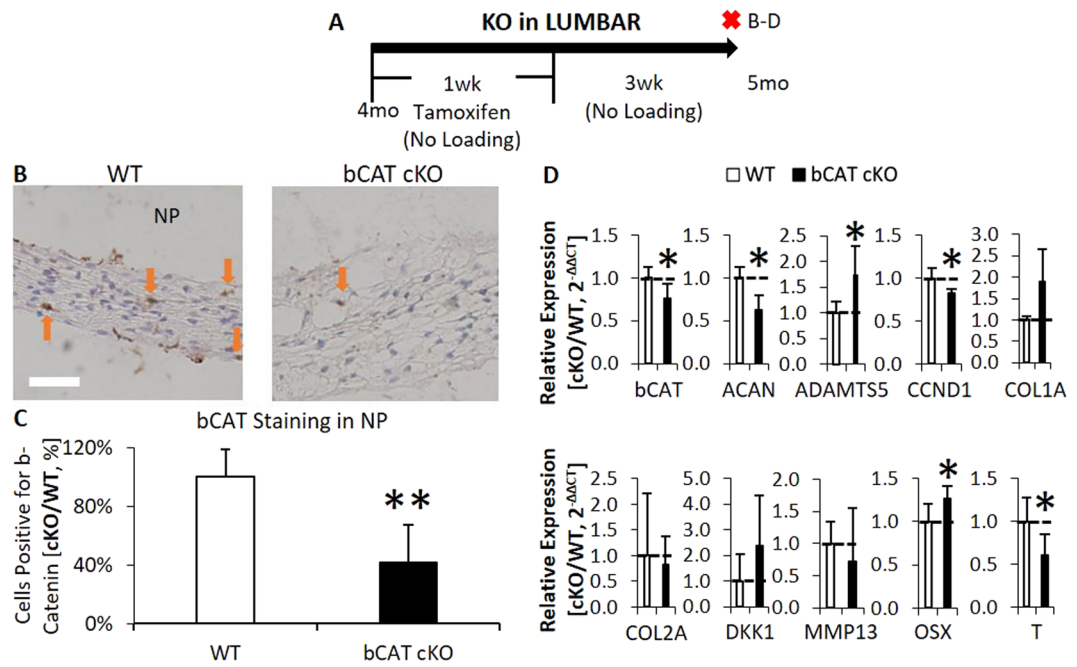 A
KO in LUMBAR
B-D
1wk
3wk
5mo
4mo
Tamoxifen
(No Loading)
(No Loading)
B
WT
bCAT cKO
NP
C
bCAT Staining in NP
Cells Positive for b-
Catenin [cKO/WT, %]
120%
80%
40%
0%
**
WT
bCAT cKO
D
WT
bCAT cKO
Relative Expression
[cKO/WT, 2-ΔΔCT]
1.5
1.0
0.5
0.0
*
bCAT
1.5
1.0
0.5
0.0
*
ACAN
2.5
2.0
1.5
1.0
0.5
0.0
*
ADAMTS5
1.5
1.0
0.5
0.0
*
CCND1
3.0
2.5
2.0
1.5
1.0
0.5
0.0
COL1A
Relative Expression
[cKO/WT, 2-ΔΔCT]
2.5
2.0
1.5
1.0
0.5
0.0
COL2A
5.0
4.0
3.0
2.0
1.0
0.0
DKK1
2.0
1.5
1.0
0.5
0.0
MMP13
1.5
1.0
0.5
0.0
*
OSX
1.5
1.0
0.5
0.0
*
T